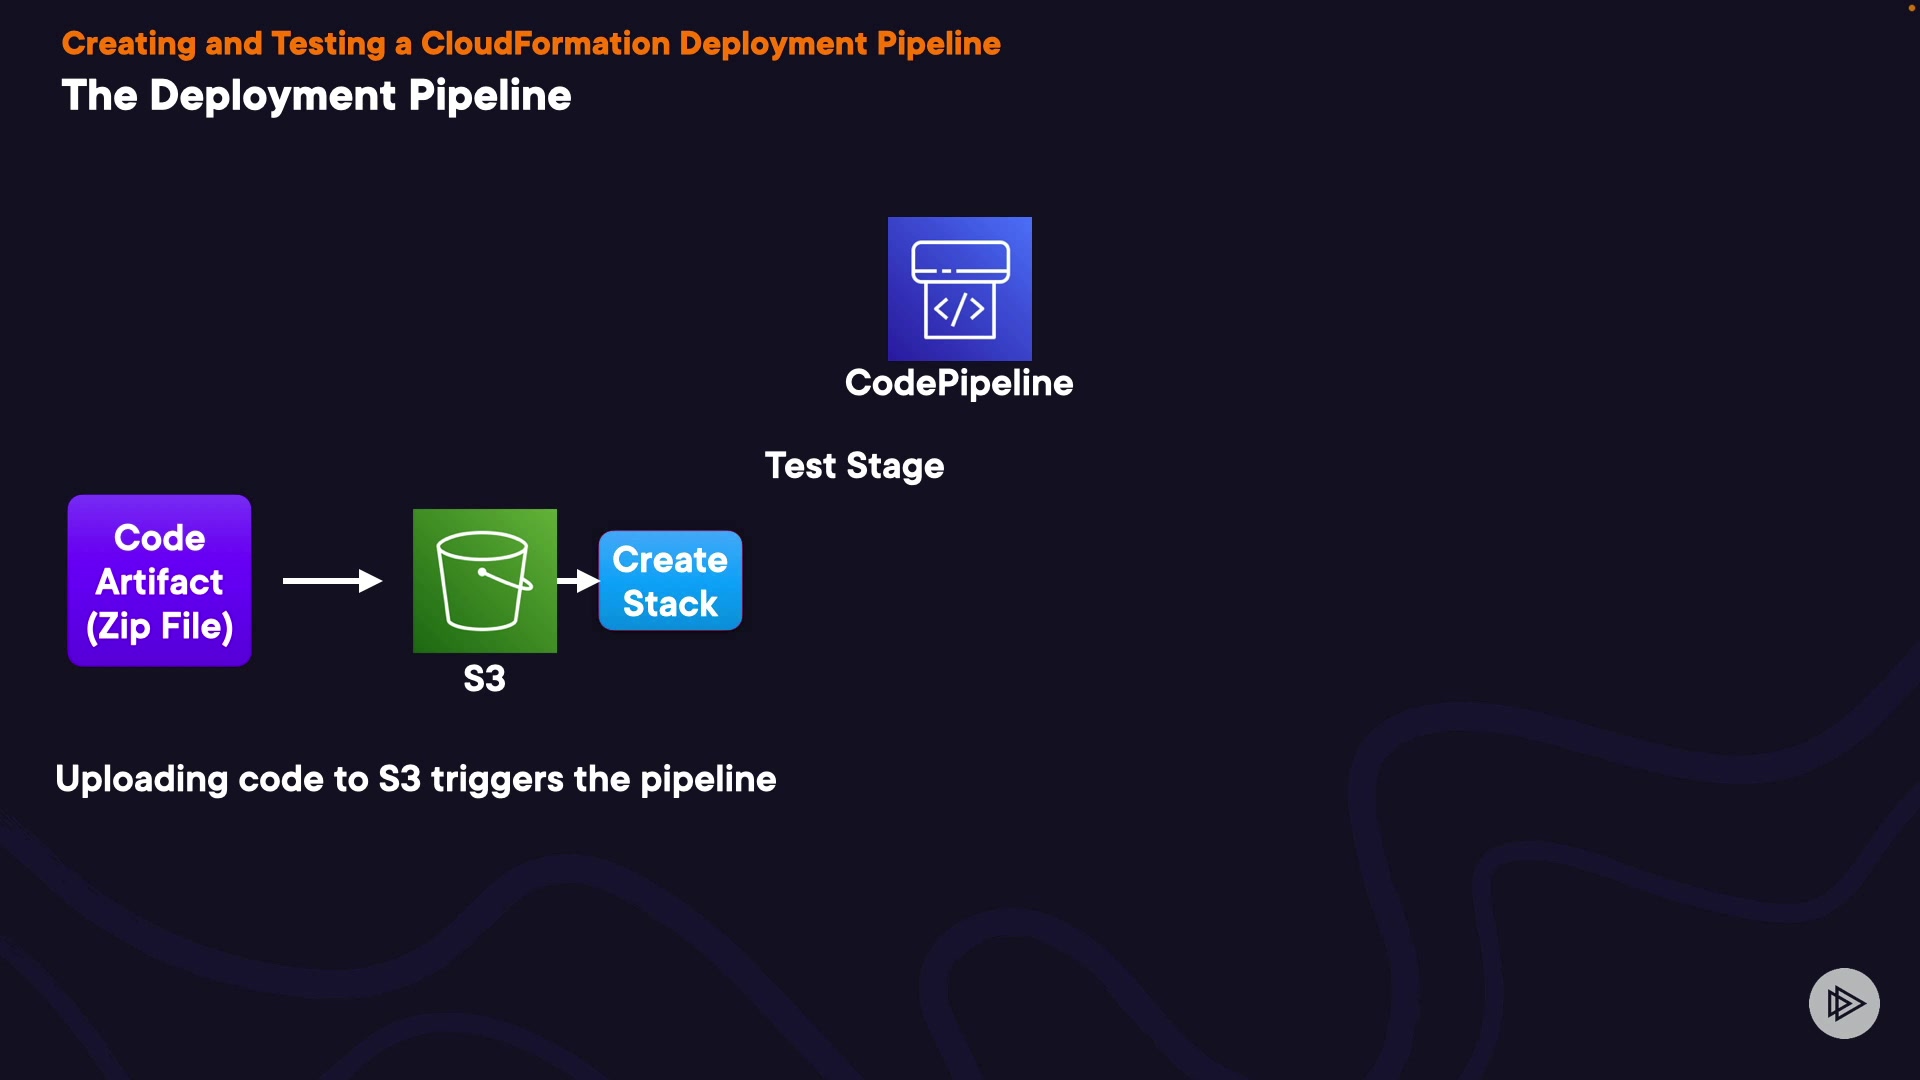 Creating and Testing a CloudFormation Deployment Pipeline
The Deployment Pipeline
</>
CodePipeline
Test Stage
Code
Artifact
(Zip File)
S3
Create
Stack
Uploading code to S3 triggers the pipeline